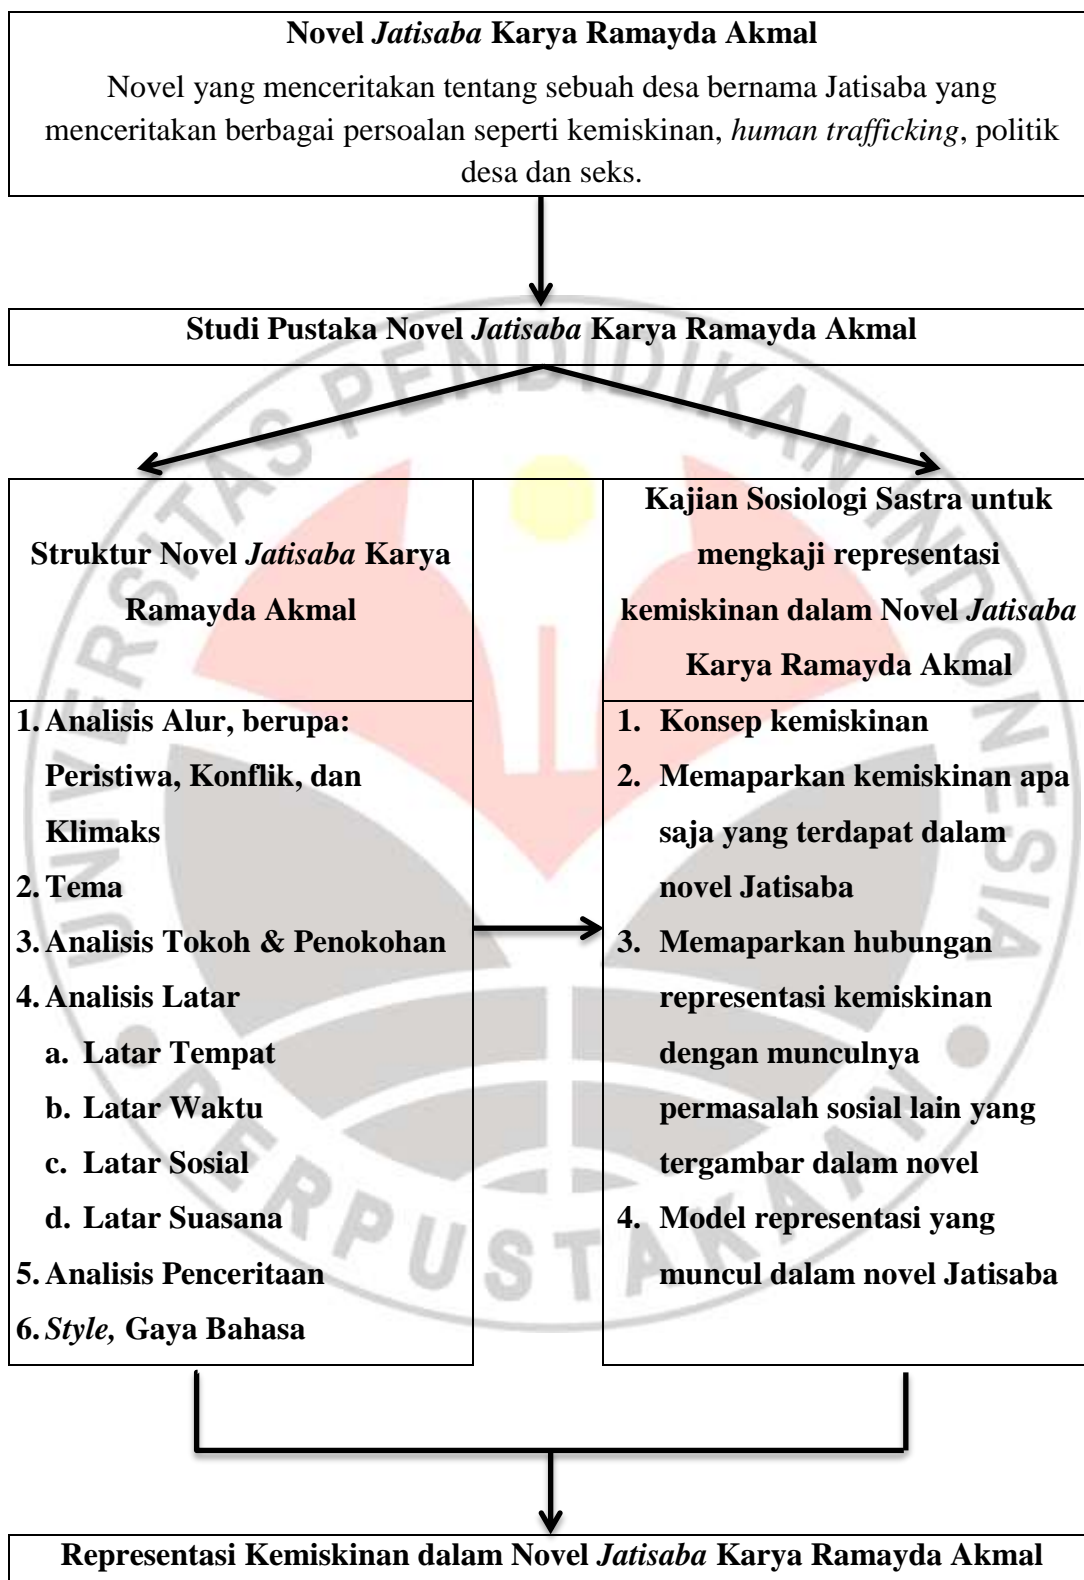 Novel Jatisaba Karya Ramayda Akmal
Novel yang menceritakan tentang sebuah desa bernama Jatisaba yang
menceritakan berbagai persoalan seperti kemiskinan, human trafficking, politik
desa dan seks.
Studi Pustaka Novel Jatisaba Karya Ramayda Akmal
Struktur Novel Jatisaba Karya
Ramayda Akmal
1. Analisis Alur, berupa:
Peristiwa, Konflik, dan
Klimaks
2. Tema
3. Analisis Tokoh & Penokohan
4. Analisis Latar
a. Latar Tempat
b. Latar Waktu
c. Latar Sosial
d. Latar Suasana
5. Analisis Penceritaan
6. Style, Gaya Bahasa
Kajian Sosiologi Sastra untuk
mengkaji representasi
kemiskinan dalam Novel Jatisaba
Karya Ramayda Akmal
1. Konsep kemiskinan
2. Memaparkan kemiskinan apa
saja yang terdapat dalam
novel Jatisaba
3. Memaparkan hubungan
representasi kemiskinan
dengan munculnya
permasalah sosial lain yang
tergambar dalam novel
4. Model representasi yang
muncul dalam novel Jatisaba
Representasi Kemiskinan dalam Novel Jatisaba Karya Ramayda Akmal
UNIVERSITAS PENDIDIKAN INDONESIA
PERPUSTAKAAN